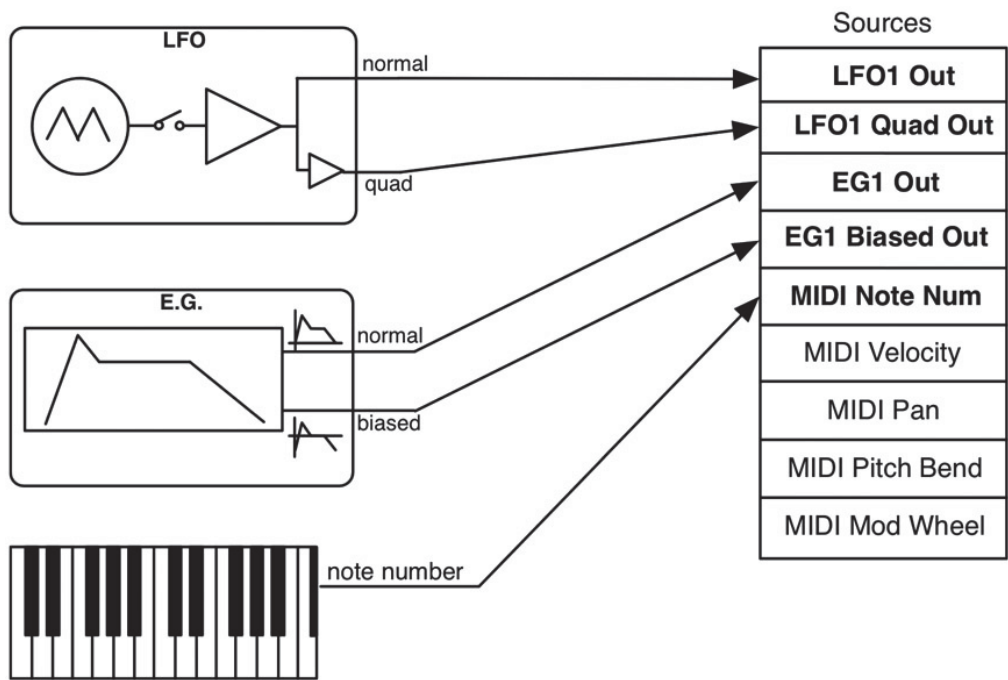 LFO
normal
quad
E.G.
normal
biased
note number
Sources
LFO1 Out
LFO1 Quad Out
EG1 Out
EG1 Biased Out
MIDI Note Num
MIDI Velocity
MIDI Pan
MIDI Pitch Bend
MIDI Mod Wheel